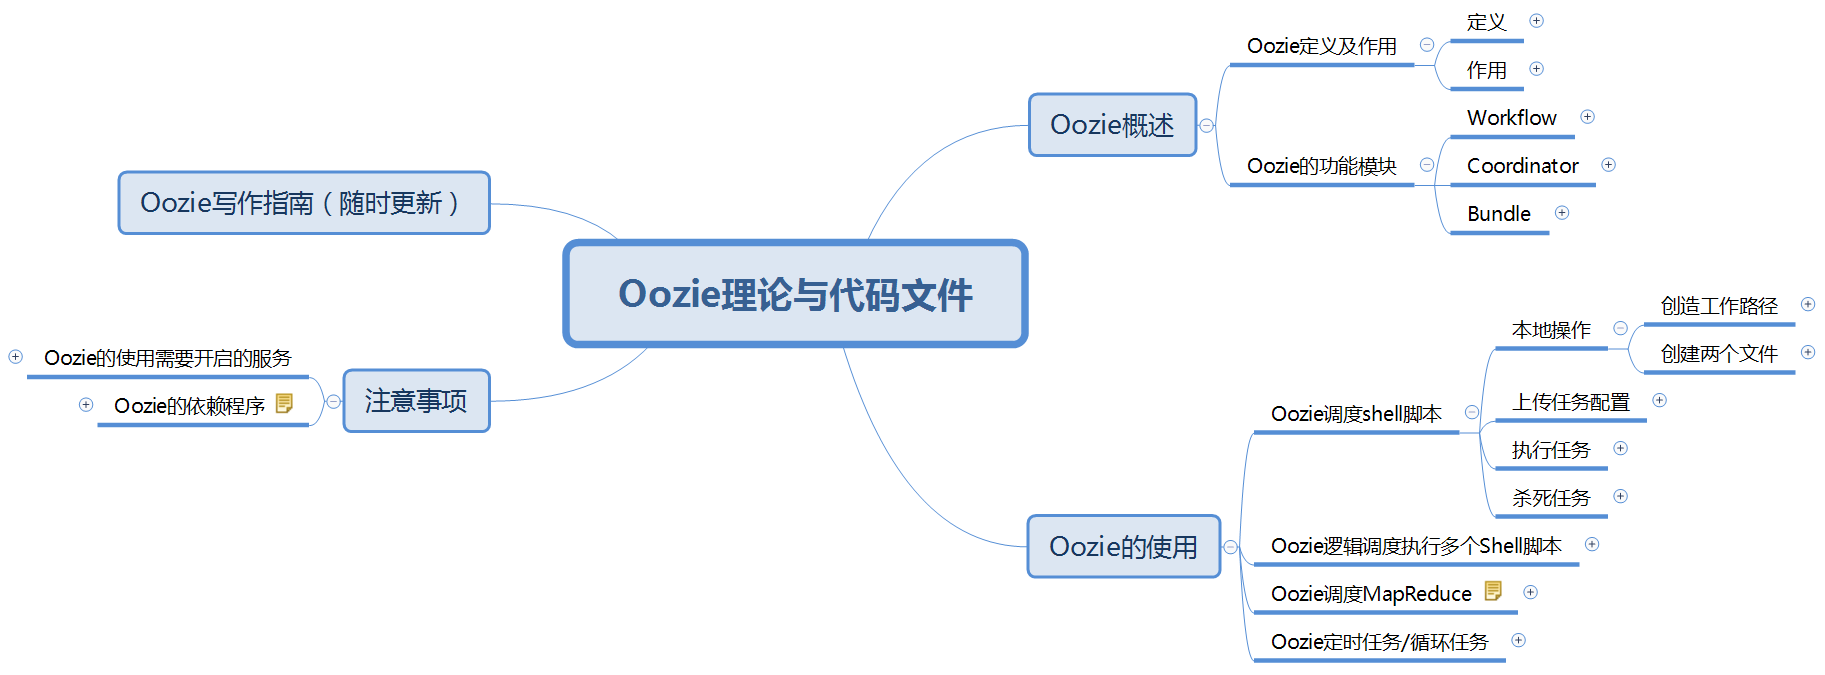 Oozie理论与代码文件
Oozie概述
Oozie定义及作用
定义
作用
Oozie的功能模块
Workflow
Coordinator
Bundle
Oozie的使用
Oozie调度shell脚本
本地操作
创造工作路径
创建两个文件
上传任务配置
执行任务
杀死任务
Oozie逻辑调度执行多个Shell脚本
Oozie调度MapReduce
Oozie定时任务/循环任务
注意事项
Oozie的使用需要开启的服务
Oozie的依赖程序
Oozie写作指南（随时更新）